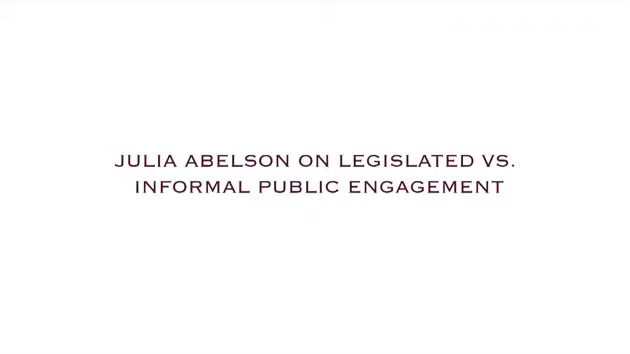 JULIA ABELSON ON LEGISLATED VS.
INFORMAL PUBLIC ENGAGEMENT